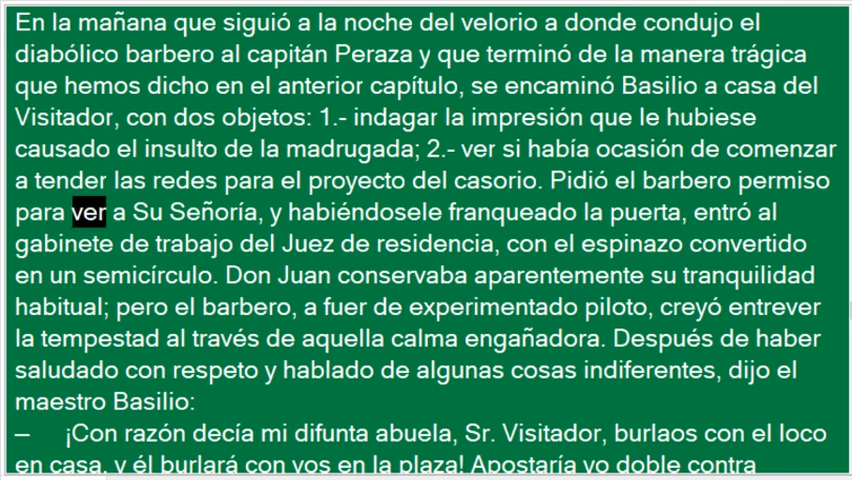 En la mañana que siguió a la noche del velorio a donde condujo el
diabólico barbero al capitán Peraza y que terminó de la manera trágica
que hemos dicho en el anterior capítulo, se encaminó Basilio a casa del
Visitador, con dos objetos: 1.- indagar la impresión que le hubiese
causado el insulto de la madrugada; 2.- ver si había ocasión de comenzar
a tender las redes para el proyecto del casorio. Pidió el barbero permiso
para ver a Su Señoría, y habiéndosele franqueado la puerta, entró al
gabinete de trabajo del Juez de residencia, con el espinazo convertido
en un semicírculo. Don Juan conservaba aparentemente su tranquilidad
habitual; pero el barbero, a fuer de experimentado piloto, creyó entrever
la tempestad al través de aquella calma engañadora. Después de haber
saludado con respeto y hablado de algunas cosas indiferentes, dijo el
maestro Basilio:
– ¡Con razón decía mi difunta abuela, Sr. Visitador, burlaos con el loco
en casa, y él burlará con vos en la plaza! Apostaría yo doble contra